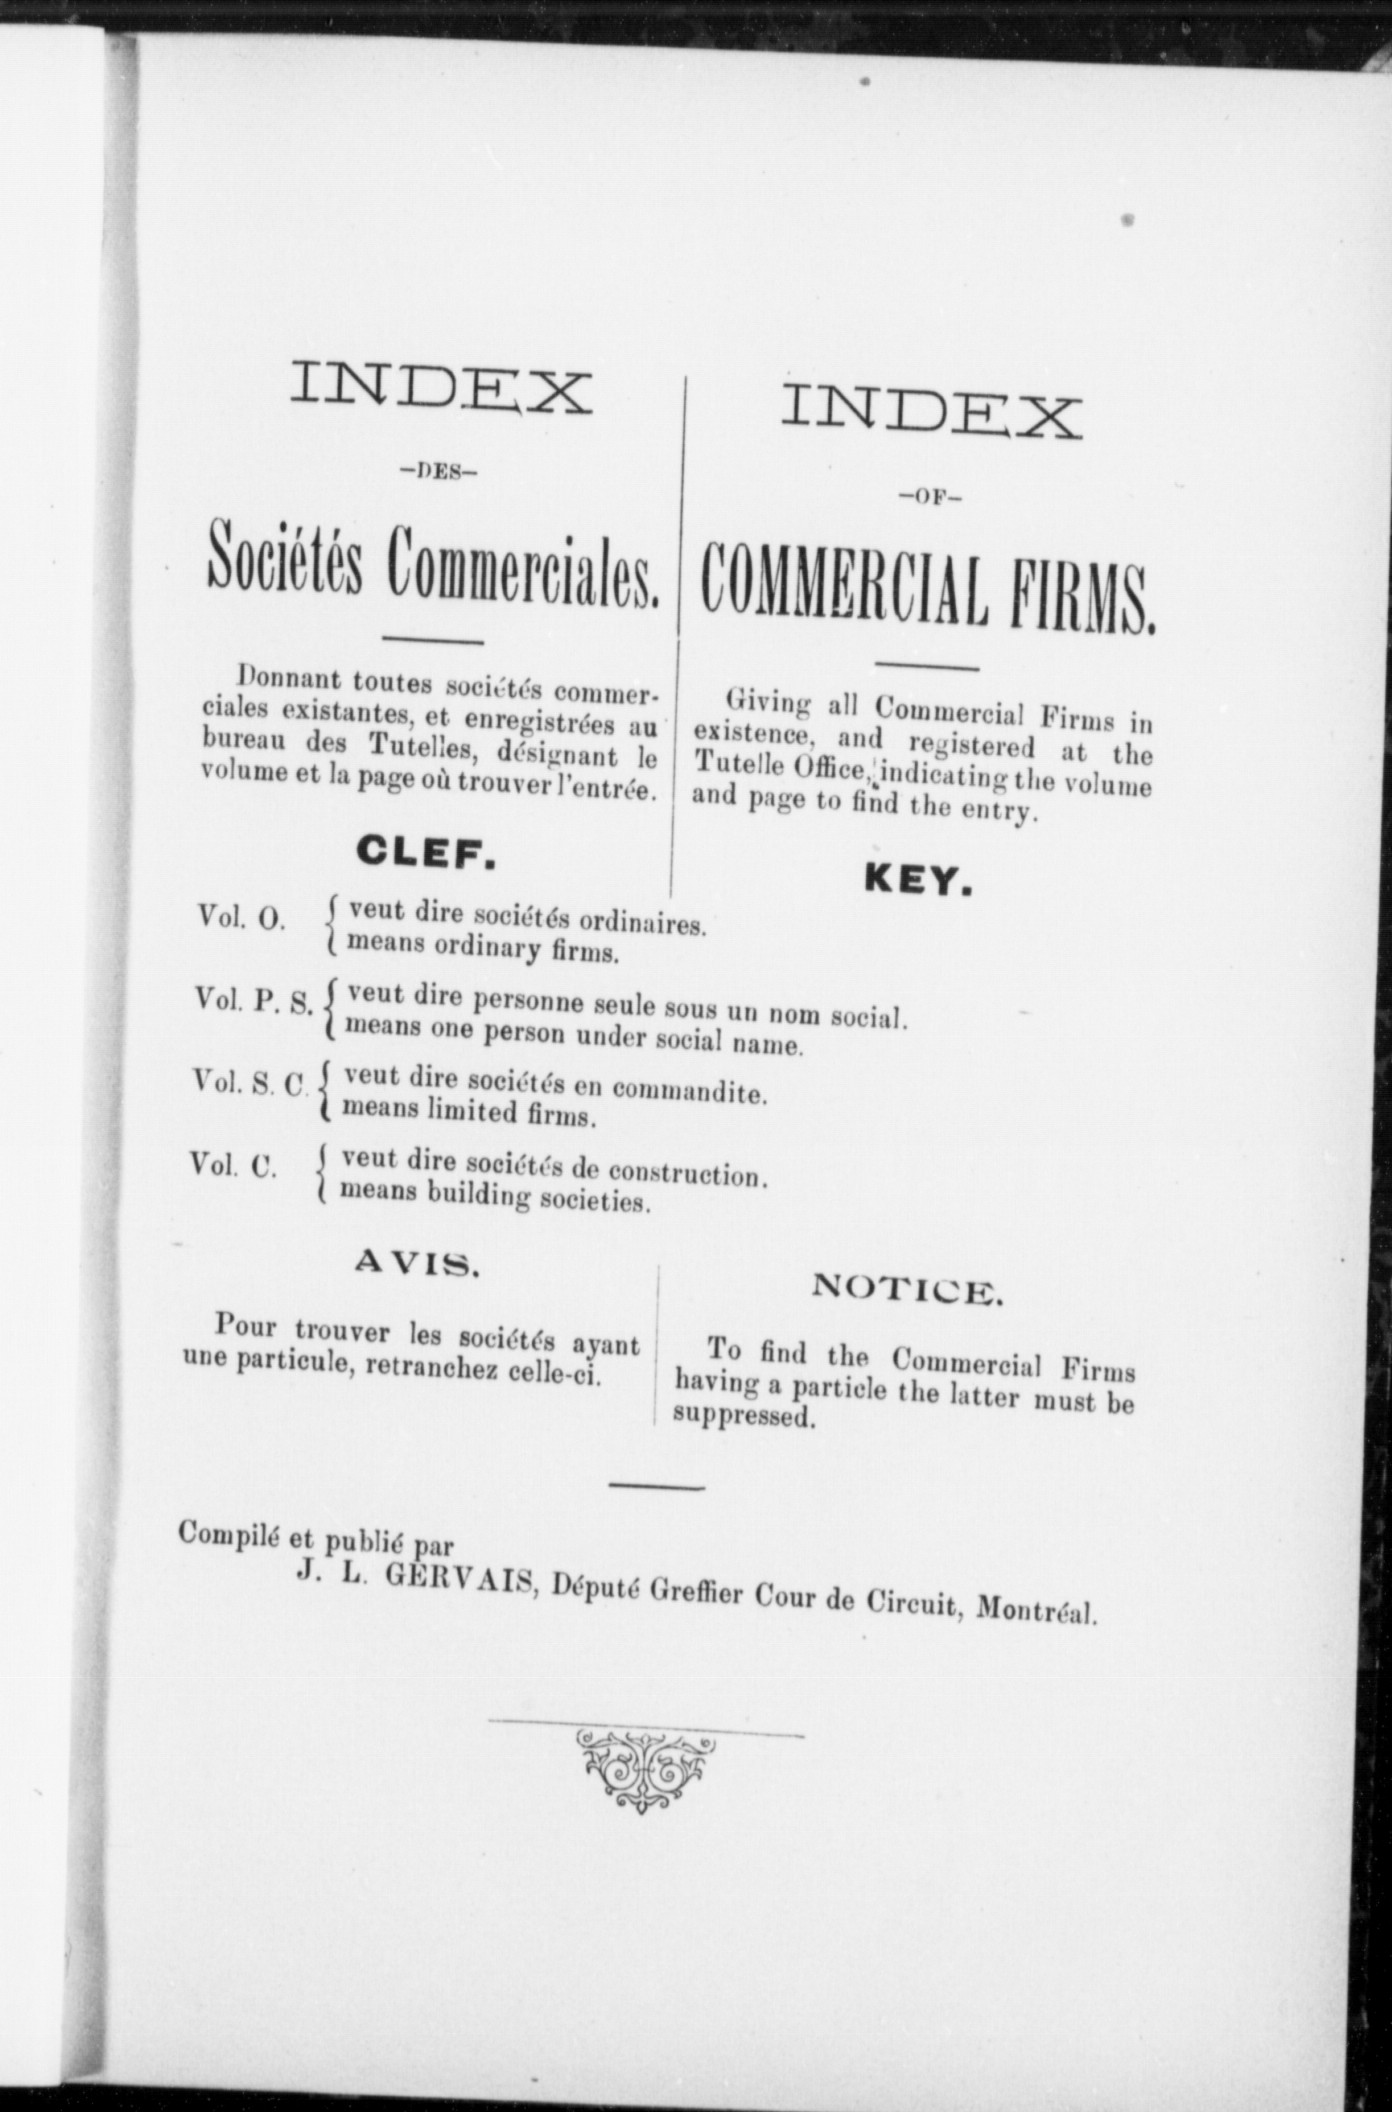 INDEX
—DES—
Sociétés Commerciales.
Donnant toutes sociétés commer-
ciales existantes, et enregistrées au
bureau des Tutelles, désignant le
volume et la page où trouver l'entrée.
CLEF.
INDEX
—OF—
COMMERCIAL FIRMS.
Giving all Commercial Firms in
existence, and registered at the
Tutelle Office, indicating the volume
and page to find the entry.
KEY.
Vol. O. { veut dire sociétés ordinaires.
means ordinary firms.
Vol. P. S. { veut dire personne seule sous un nom social.
means one person under social name.
Vol. S. C. { veut dire sociétés en commandite.
means limited firms.
Vol. C. { veut dire sociétés de construction.
means building societies.
AVIS.
Pour trouver les sociétés ayant
une particule, retranchez celle-ci.
NOTICE.
To find the Commercial Firms
having a particle the latter must be
suppressed.
Compilé et publié par
J. L. GERVAIS, Député Greffier Cour de Circuit, Montréal.